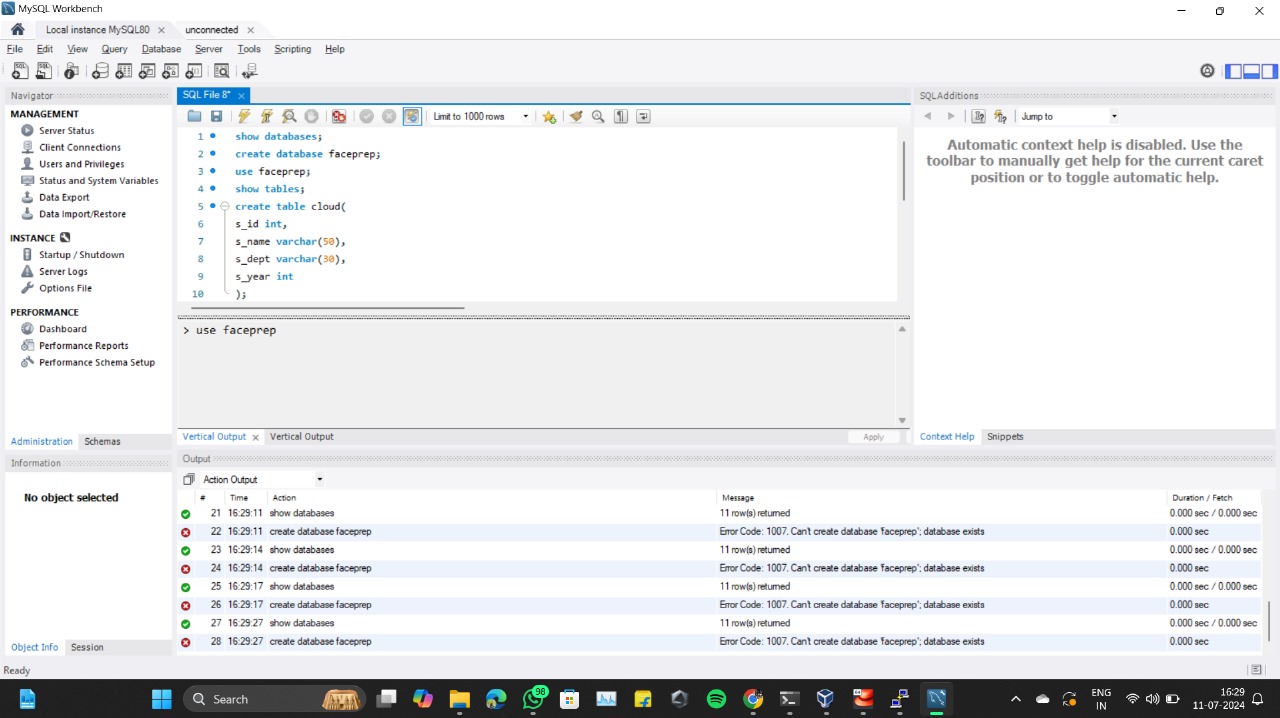 MySQL Workbench
Local instance MySQL80 unconnected
File Edit View Query Database Server Tools Scripting Help
Navigator
MANAGEMENT
Server Status
Client Connections
Users and Privileges
Status and System Variables
Data Export
Data Import/Restore
INSTANCE
Startup / Shutdown
Server Logs
Options File
PERFORMANCE
Dashboard
Performance Reports
Performance Schema Setup
Administration Schemas
Information
No object selected
Object Info Session
SQL File 8*
Limit to 1000 rows
1 show databases;
2 create database faceprep;
3 use faceprep;
4 show tables;
5 create table cloud(
6 s_id int,
7 s_name varchar(50),
8 s_dept varchar(30),
9 s_year int
10 );
> use faceprep
Vertical Output Vertical Output Apply
SQLAdditions
Jump to
Automatic context help is disabled. Use the
toolbar to manually get help for the current caret
position or to toggle automatic help.
Context Help Snippets
Output
Action Output
# Time Action Message Duration / Fetch
21 16:29:11 show databases 11 row(s) returned 0.000 sec / 0.000 sec
22 16:29:11 create database faceprep Error Code: 1007. Can't create database 'faceprep'; database exists 0.000 sec
23 16:29:14 show databases 11 row(s) returned 0.000 sec / 0.000 sec
24 16:29:14 create database faceprep Error Code: 1007. Can't create database 'faceprep'; database exists 0.000 sec
25 16:29:17 show databases 11 row(s) returned 0.000 sec / 0.000 sec
26 16:29:17 create database faceprep Error Code: 1007. Can't create database 'faceprep'; database exists 0.000 sec
27 16:29:27 show databases 11 row(s) returned 0.000 sec / 0.000 sec
28 16:29:27 create database faceprep Error Code: 1007. Can't create database 'faceprep'; database exists 0.000 sec
Ready
Search
98
ENG
IN
16:29
11-07-2024